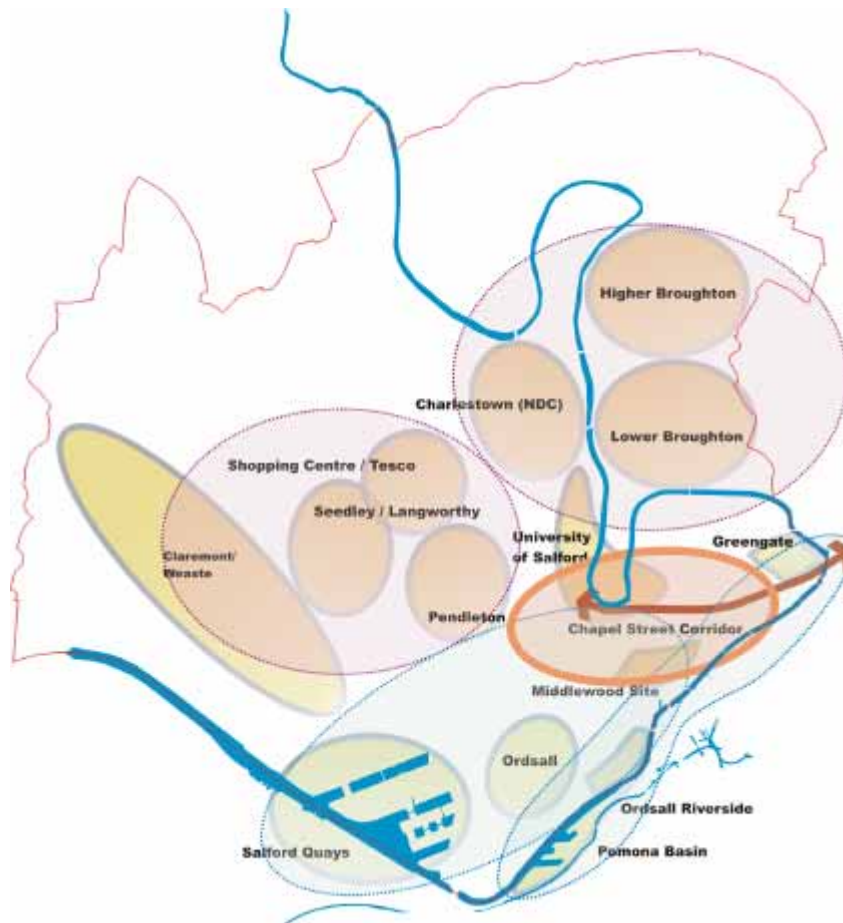 Higher Broughton
Charlestown (NDC)
Lower Broughton
Shopping Centre / Tesco
Seedley / Langworthy
University
of Salford
Greengate
Claremont/
Weaste
Pendleton
Chapel Street Corridor
Middlewood Site
Ordsall
Ordsall Riverside
Salford Quays
Pomona Basin